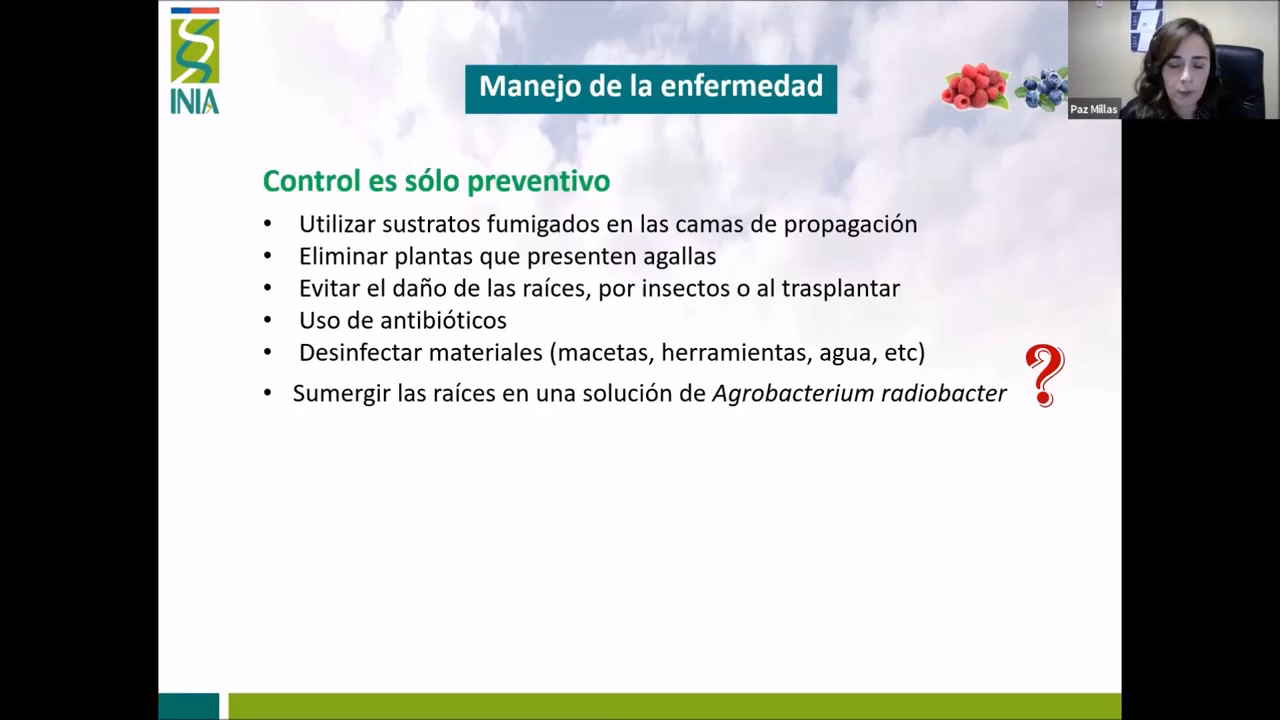 INIA
Manejo de la enfermedad
Paz Millas
Control es sólo preventivo
• Utilizar sustratos fumigados en las camas de propagación
• Eliminar plantas que presenten agallas
• Evitar el daño de las raíces, por insectos o al trasplantar
• Uso de antibióticos
• Desinfectar materiales (macetas, herramientas, agua, etc)
• Sumergir las raíces en una solución de Agrobacterium radiobacter ?